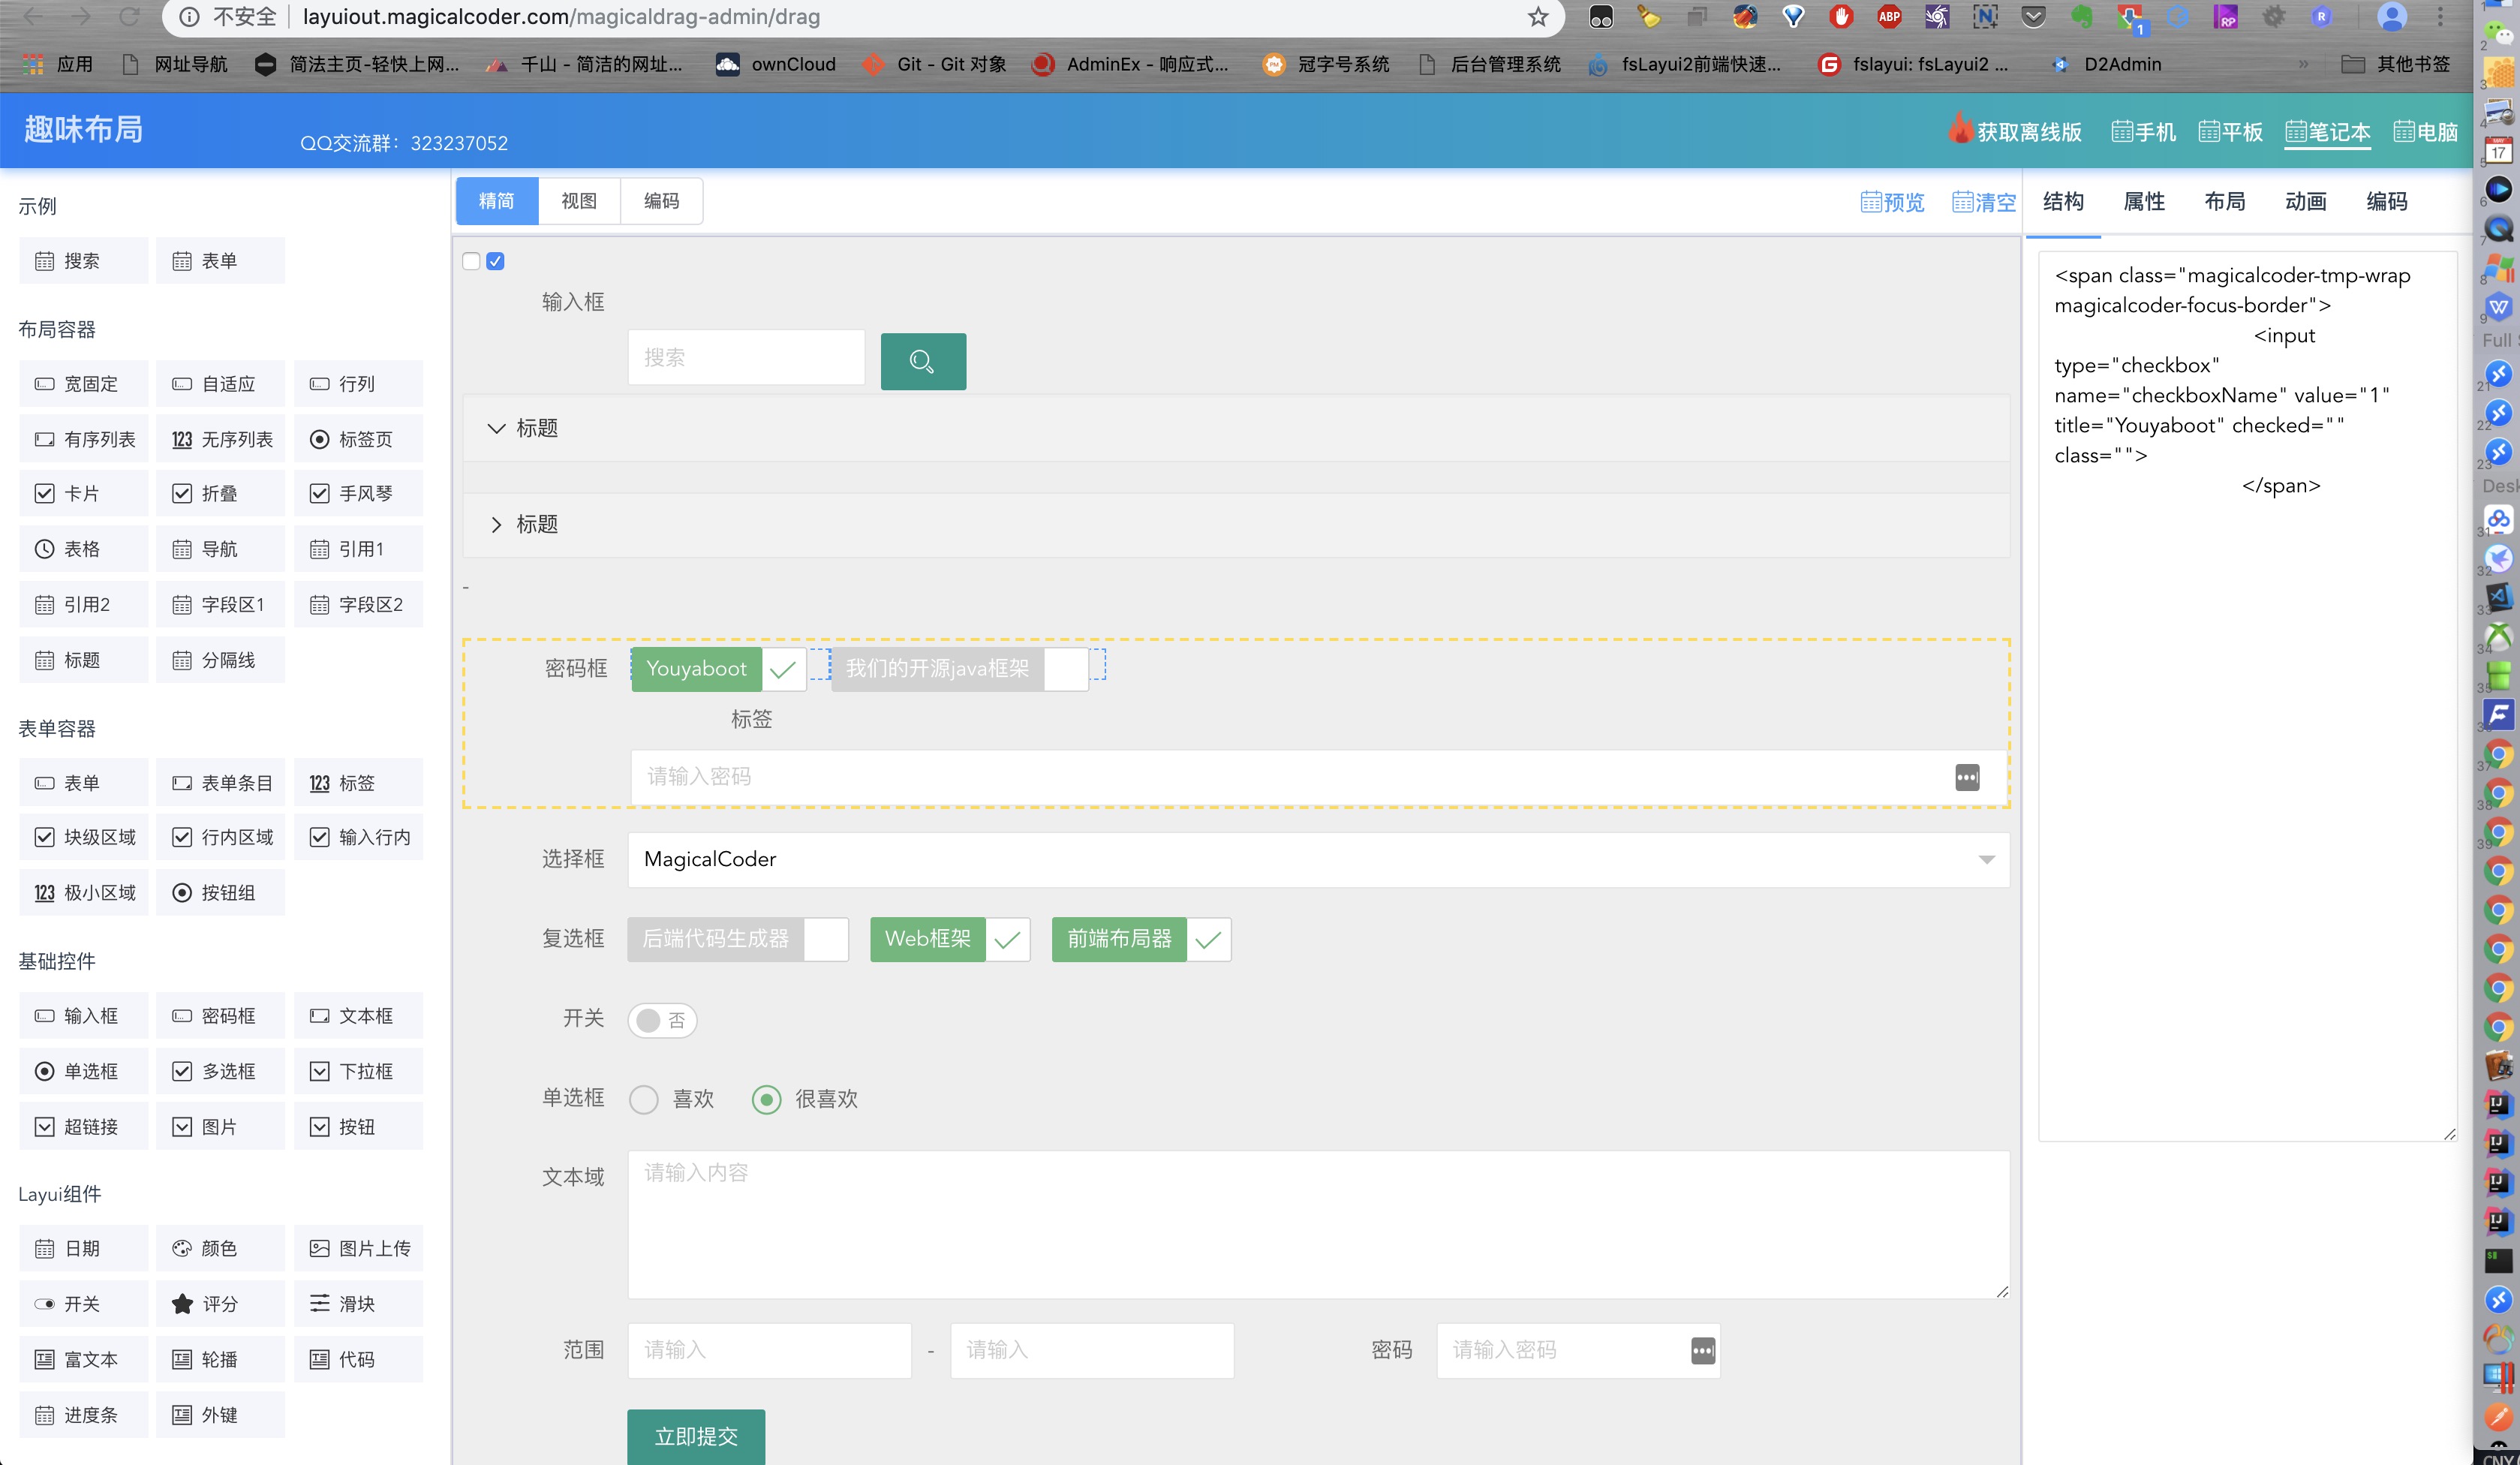 不安全 layuiout.magicalcoder.com/magicaldrag-admin/drag
应用 网址导航 简法主页-轻快上网... 千山 - 简洁的网址... ownCloud Git - Git 对象 AdminEx - 响应式... 冠字号系统 后台管理系统 fsLayui2前端快速... fslayui: fsLayui2 ... D2Admin » 其他书签
趣味布局
QQ交流群：323237052
获取离线版 手机 平板 笔记本 电脑
示例
搜索 表单
布局容器
宽固定 自适应 行列
有序列表 123 无序列表 标签页
卡片 折叠 手风琴
表格 导航 引用1
引用2 字段区1 字段区2
标题 分隔线
表单容器
表单 表单条目 123 标签
块级区域 行内区域 输入行内
123 极小区域 按钮组
基础控件
输入框 密码框 文本框
单选框 多选框 下拉框
超链接 图片 按钮
Layui组件
日期 颜色 图片上传
开关 评分 滑块
富文本 轮播 代码
进度条 外键
精简 视图 编码
预览 清空
输入框
搜索
标题
标题
-
密码框 Youyaboot 我们的开源java框架
标签
请输入密码
选择框 MagicalCoder
复选框 后端代码生成器 Web框架 前端布局器
开关 否
单选框 喜欢 很喜欢
文本域 请输入内容
范围 请输入 - 请输入 密码 请输入密码
立即提交
结构 属性 布局 动画 编码
<span class="magicalcoder-tmp-wrap
magicalcoder-focus-border">
<input
type="checkbox"
name="checkboxName" value="1"
title="Youyaboot" checked=""
class="">
</span>